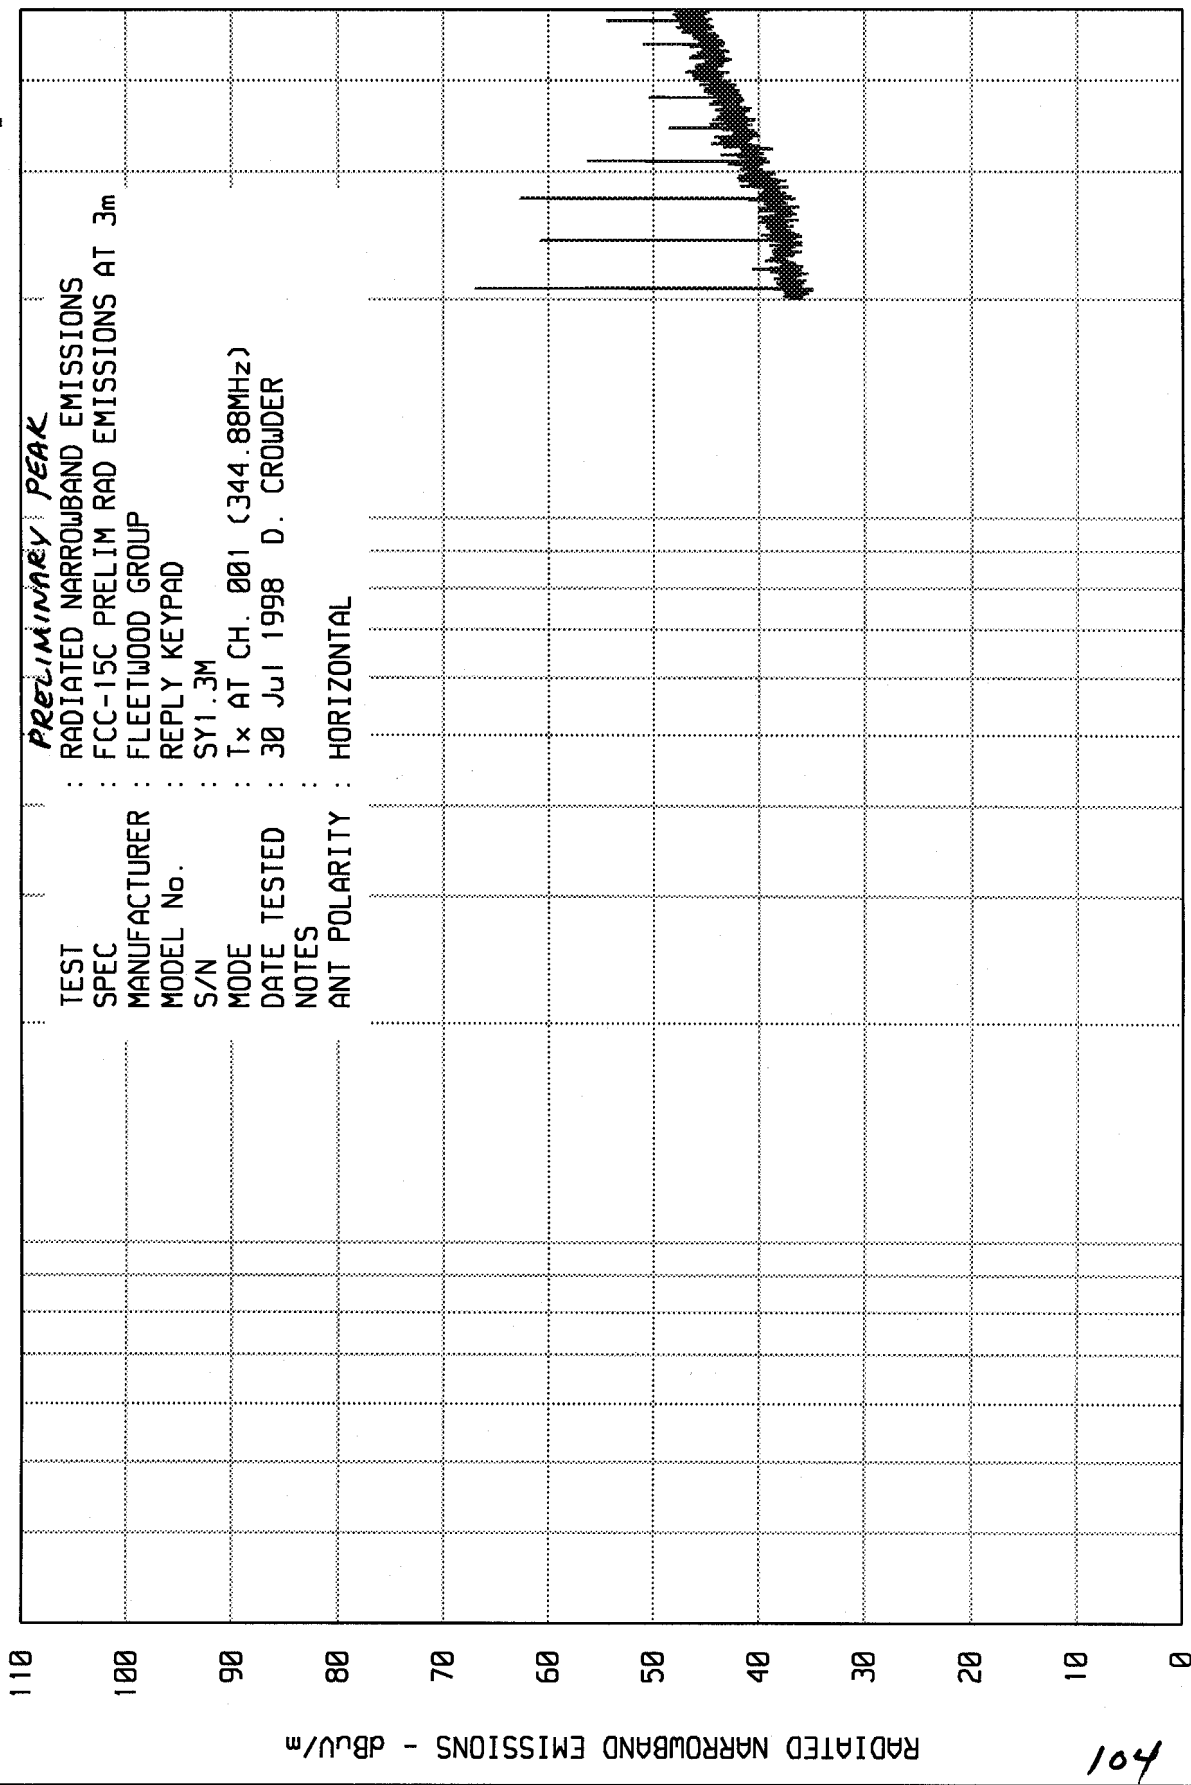 PRELIMINARY PEAK
TEST : RADIATED NARROWBAND EMISSIONS
SPEC : FCC-15C PRELIM RAD EMISSIONS AT 3m
MANUFACTURER : FLEETWOOD GROUP
MODEL No. : REPLY KEYPAD
S/N : SY1.3M
MODE : Tx AT CH. 001 (344.88MHz)
DATE TESTED : 30 Jul 1998 D. CROWDER
NOTES :
ANT POLARITY : HORIZONTAL
110
100
90
80
70
60
50
40
30
20
10
0
RADIATED NARROWBAND EMISSIONS - dBuV/m
104